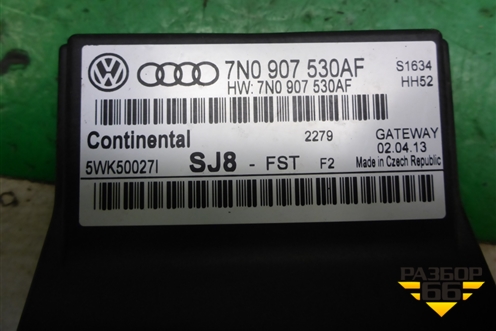 7N0 907 530AF S1634
HW: 7N0 907 530AF HH52
Continental 2279 GATEWAY
02.04.13
5WK50027I SJ8 - FST F2 Made in Czech Republic
РАЗБОР
66